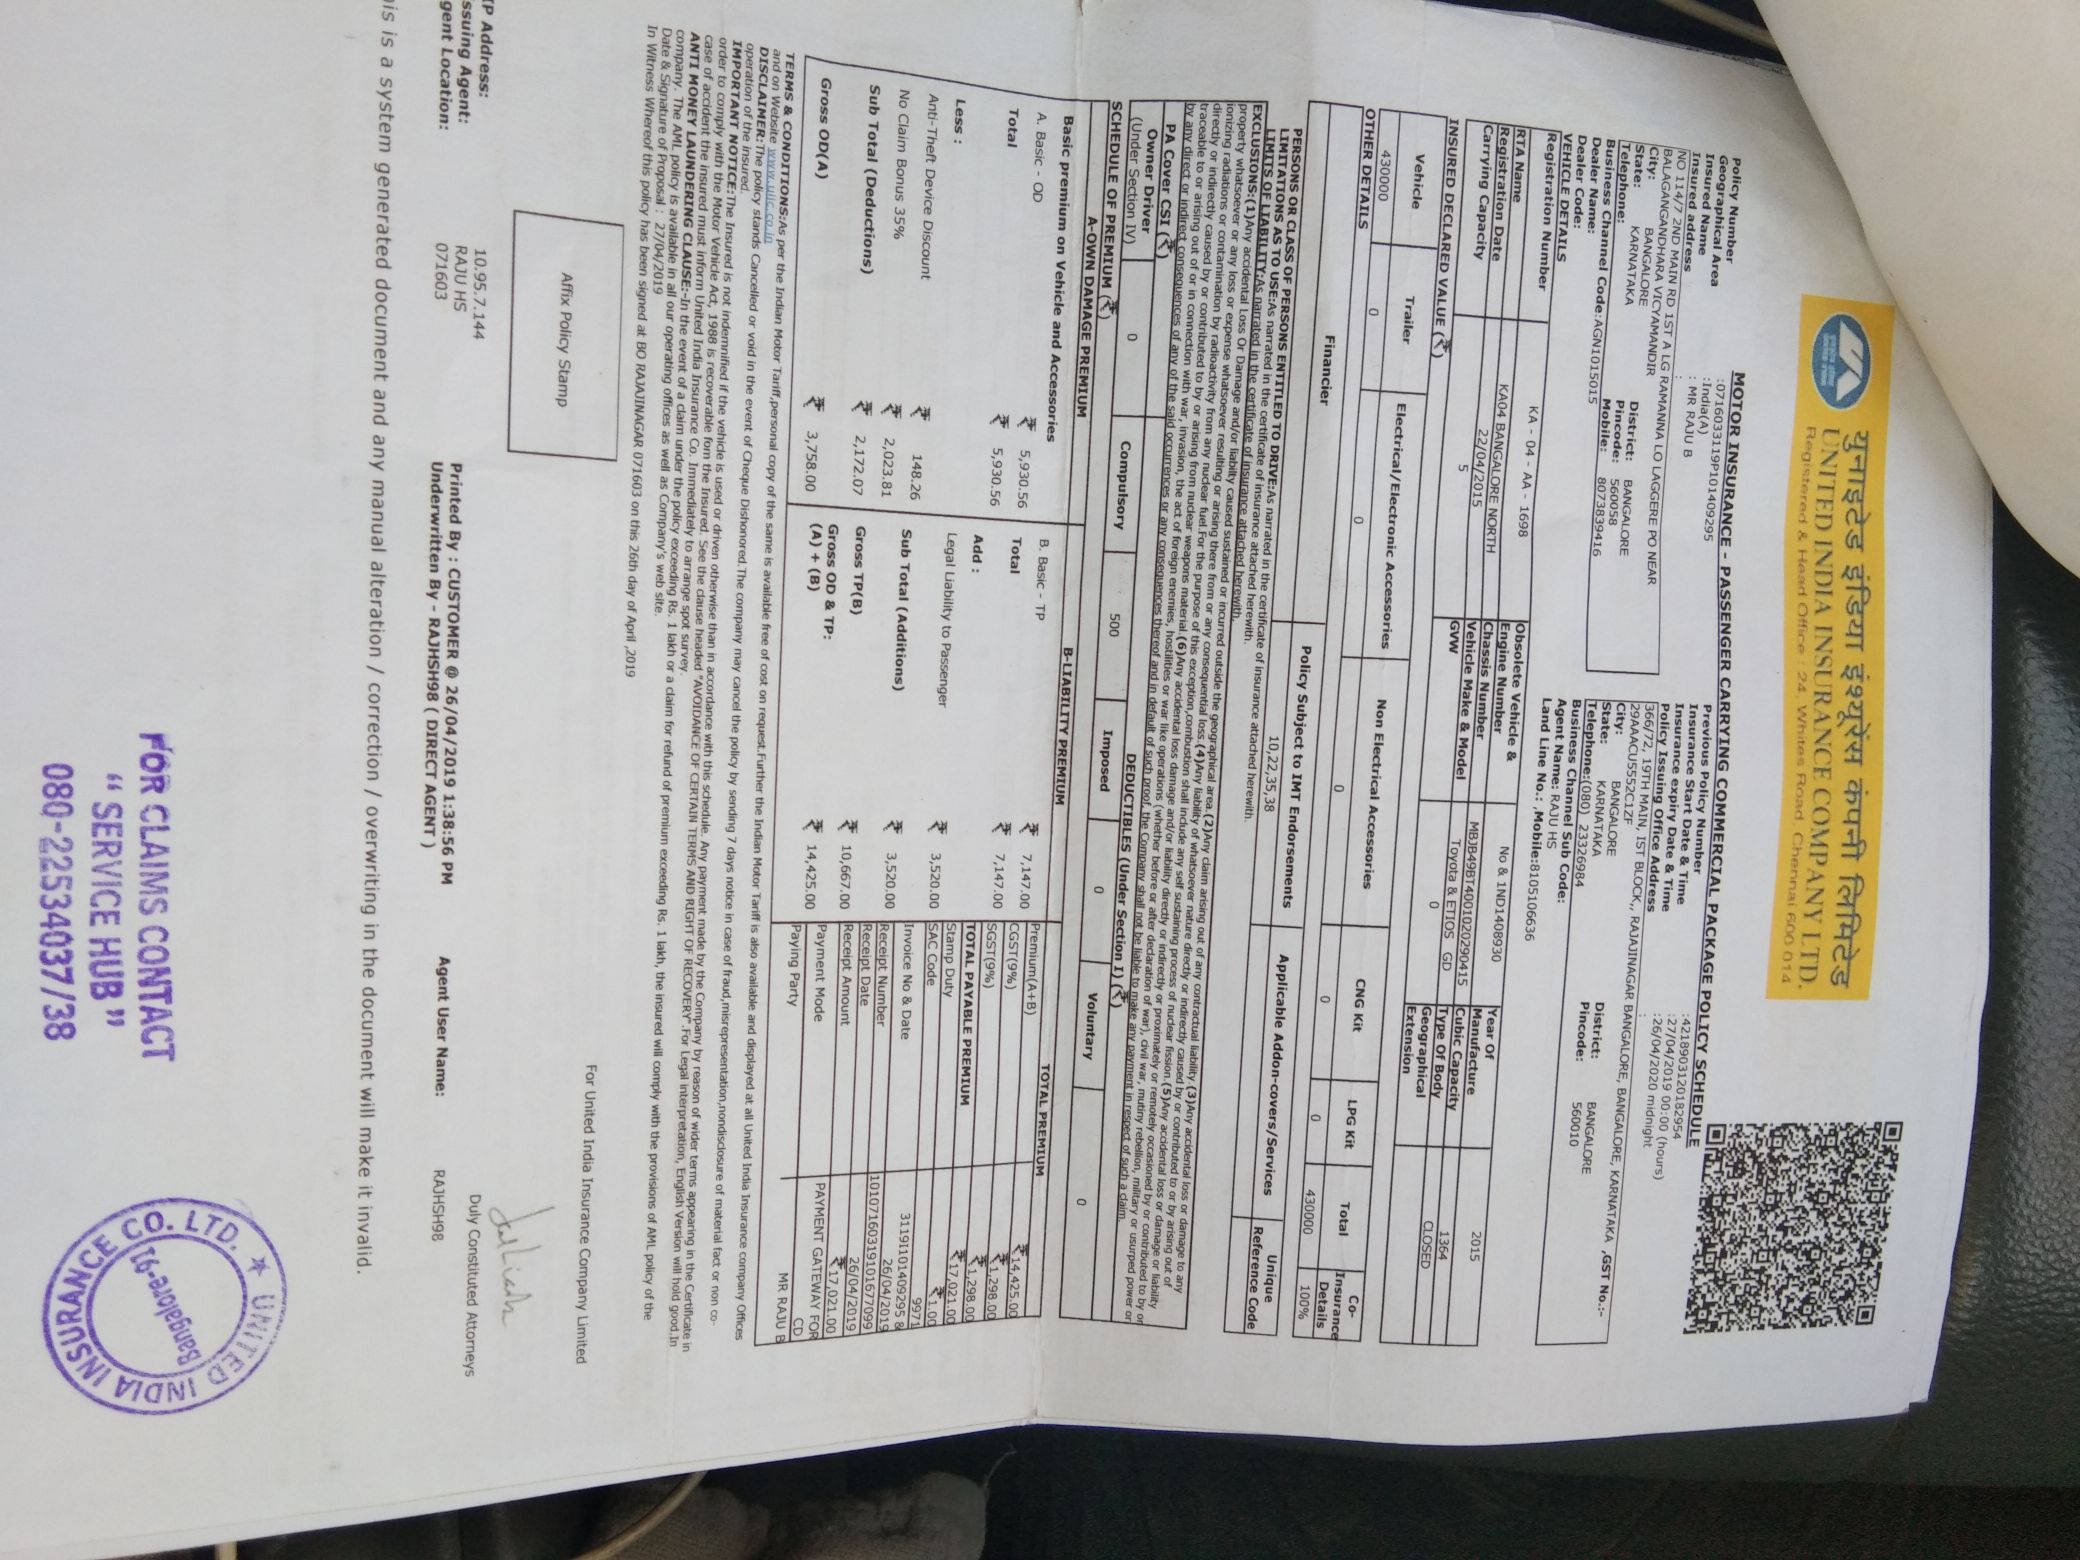 युनाइटेड इंडिया इंश्यूरेंस कंपनी लिमिटेड
UNITED INDIA INSURANCE COMPANY LTD.
Registered & Head Office : 24, Whites Road, Chennai 600 014
MOTOR INSURANCE - PASSENGER CARRYING COMMERCIAL PACKAGE POLICY SCHEDULE
Policy Number :0716033119P101409295 Previous Policy Number :42189031201829​54
Geographical Area :India(A) Insurance Start Date & Time :27/04/2019 00:00 (hours)
Insured Name : MR RAJU B Insurance expiry Date & Time :26/04/2020 midnight
Insured address : Policy Issuing Office Address :
NO 114/7 2ND MAIN RD 1ST A LG RAMANNA LO LAGGERE PO NEAR BALAGANGANDHARA VICYAMANDIR
366/72, 19TH MAIN, IST BLOCK,, RAJAJINAGAR BANGALORE, BANGALORE, KARNATAKA ,GST No.:- 29AAACU5552C1ZF
City: BANGALORE District: BANGALORE City: BANGALORE District: BANGALORE
State: KARNATAKA Pincode: 560058 State: KARNATAKA Pincode: 560010
Telephone: Mobile: 8073839416 Telephone:(080) 23326984
Business Channel Code:AGN1015015 Business Channel Sub Code:
Dealer Name: Agent Name: RAJU HS
Dealer Code: Land Line No.: ,Mobile:8105106636
VEHICLE DETAILS
Registration Number KA - 04 - AA - 1698 Obsolete Vehicle & Engine Number No & 1ND1408930 Year Of Manufacture 2015
RTA Name KA04 BANGALORE NORTH Chassis Number MBJB49BT400102029​0415 Cubic Capacity 1364
Registration Date 22/04/2015 Vehicle Make & Model Toyota & ETIOS GD Type Of Body CLOSED
Carrying Capacity 5 GVW 0 Geographical Extension
INSURED DECLARED VALUE (₹)
Vehicle Trailer Electrical/Electronic Accessories Non Electrical Accessories CNG Kit LPG Kit Total Co-Insurance Details
430000 0 0 0 0 0 430000 100%
OTHER DETAILS
Financier Policy Subject to IMT Endorsements Applicable Addon-covers/Services Unique Reference Code
10,22,35,38
PERSONS OR CLASS OF PERSONS ENTITLED TO DRIVE:As narrated in the certificate of insurance attached herewith.
LIMITATIONS AS TO USE:As narrated in the certificate of insurance attached herewith.
LIMITS OF LIABILITY:As narrated in the certificate of insurance attached herewith.
EXCLUSIONS:(1)Any accidental Loss Or Damage and/or liability caused sustained or incurred outside the geographical area.(2)Any claim arising out of any contractual liability.(3)Any accidental loss or damage to any
property whatsoever or any loss or expense whatsoever resulting or arising there from or any consequential loss.(4)Any liability of whatsoever nature directly or indirectly caused by or contributed to by or arising out of
ionizing radiations or contamination by radioactivity from any nuclear fuel.For the purpose of this exception,combustion shall include any self sustaining process of nuclear fission.(5)Any accidental loss or damage or liability
directly or indirectly caused by or contributed to by or arising from nuclear weapons material.(6)Any accidental loss damage and/or liability directly or indirectly or proximately or remotely occasioned by or contributed to by or
traceable to or arising out of or in connection with war, invasion, the act of foreign enemies, hostilities or war like operations (whether before or after declaration of war), civil war, mutiny rebellion, military or usurped power or
by any direct or indirect consequences of any of the said occurrences or any consequences thereof and in default of such proof, the Company shall not be liable to make any payment in respect of such a claim.
PA Cover CSI (₹) DEDUCTIBLES (Under Section I) (₹)
Owner Driver (Under Section IV) 0 Compulsory 500 Imposed 0 Voluntary 0
SCHEDULE OF PREMIUM (₹)
A-OWN DAMAGE PREMIUM B-LIABILITY PREMIUM TOTAL PREMIUM
Basic premium on Vehicle and Accessories
A. Basic - OD ₹ 5,930.56 B. Basic - TP ₹ 7,147.00 Premium(A+B) ₹14,425.00
Total ₹ 5,930.56 Total ₹ 7,147.00 CGST(9%) ₹1,298.00
Less : Add : SGST(9%) ₹1,298.00
Anti-Theft Device Discount ₹ 148.26 Legal Liability to Passenger ₹ 3,520.00 TOTAL PAYABLE PREMIUM ₹17,021.00
No Claim Bonus 35% ₹ 2,023.81 Sub Total (Additions) ₹ 3,520.00 Stamp Duty ₹1.00
Sub Total (Deductions) ₹ 2,172.07 Gross TP(B) ₹ 10,667.00 SAC Code 9971
Gross OD(A) ₹ 3,758.00 Gross OD & TP: (A) + (B) ₹ 14,425.00 Invoice No & Date 3119I101409295 & 26/04/2019
Receipt Number 10107160319101677099
Receipt Date 26/04/2019
Receipt Amount ₹17,021.00
Payment Mode PAYMENT GATEWAY FOR CD
Paying Party MR RAJU B
TERMS & CONDITIONS:As per the Indian Motor Tariff,personal copy of the same is available free of cost on request.Further the Indian Motor Tariff is also available and displayed at all United India Insurance company Offices
and on Website www.uiic.co.in
DISCLAIMER:The policy stands Cancelled or void in the event of Cheque Dishonored.The company may cancel the policy by sending 7 days notice in case of fraud,misrepresentation,nondisclosure of material fact or non co-
operation of the insured.
IMPORTANT NOTICE:The Insured is not indemnified if the vehicle is used or driven otherwise than in accordance with this schedule. Any payment made by the Company by reason of wider terms appearing in the Certificate in
order to comply with the Motor Vehicle Act, 1988 is recoverable fom the Insured. See the clause headed "AVOIDANCE OF CERTAIN TERMS AND RIGHT OF RECOVERY".For Legal interpretation, English Version will hold good.In
case of accident the insured must inform United India Insurance Co. Immediately to arrange spot survey.
ANTI MONEY LAUNDERING CLAUSE:-In the event of a claim under the policy exceeding Rs. 1 lakh or a claim for refund of premium exceeding Rs. 1 lakh, the insured will comply with the provisions of AML policy of the
company. The AML policy is available in all our operating offices as well as Company's web site.
Date & Signature of Proposal : 27/04/2019
In Witness Whereof this policy has been signed at BO RAJAJINAGAR 071603 on this 26th day of April ,2019
For United India Insurance Company Limited
Affix Policy Stamp
Duly Constituted Attorneys
IP Address: 10.95.7.144 Printed By : CUSTOMER @ 26/04/2019 1:38:56 PM Agent User Name: RAJHSH98
Issuing Agent: RAJU HS Underwritten By - RAJHSH98 ( DIRECT AGENT )
gent Location: 071603
his is a system generated document and any manual alteration / correction / overwriting in the document will make it invalid.
FOR CLAIMS CONTACT
" SERVICE HUB "
080-22534037/38
UNITED INDIA INSURANCE CO. LTD.
Bangalore-91